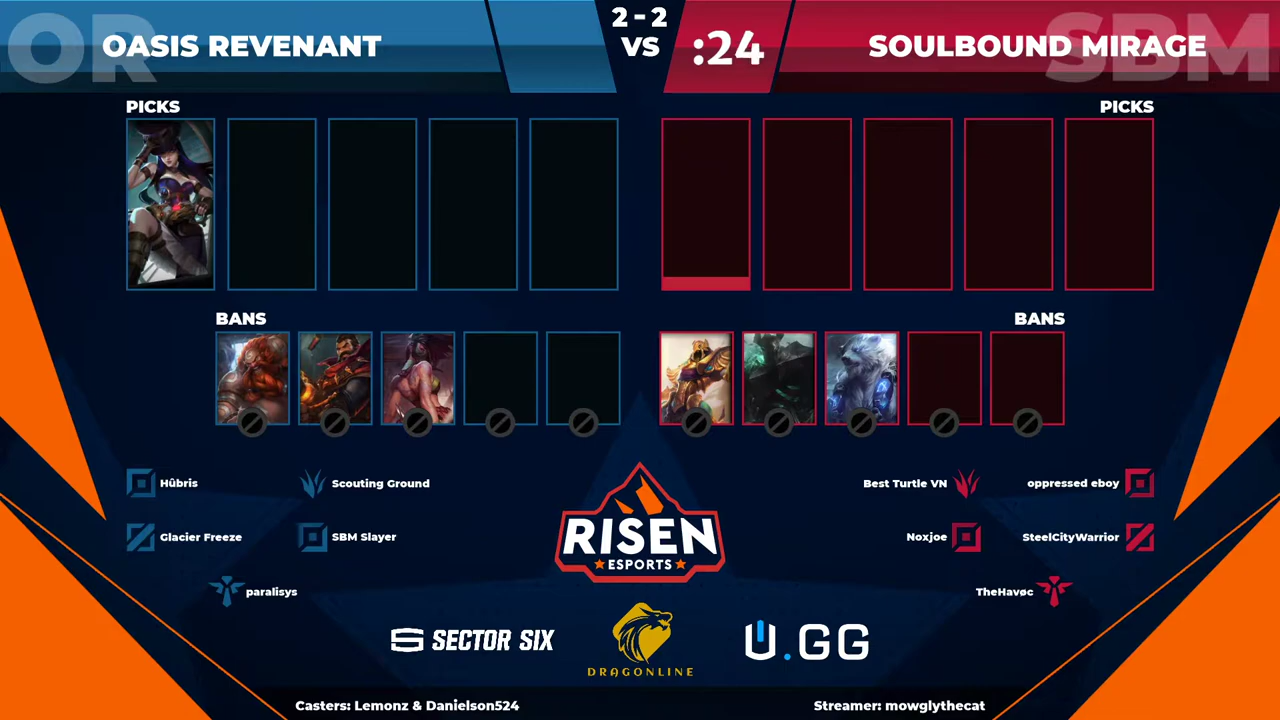 OR
OASIS REVENANT
2 - 2
VS
:24
SOULBOUND MIRAGE
SBM
PICKS
PICKS
BANS
BANS
Hûbris
Scouting Ground
Best Turtle VN
oppressed eboy
Glacier Freeze
SBM Slayer
Noxjoe
SteelCityWarrior
paralisys
TheHavøc
RISEN
ESPORTS
SECTOR SIX
DRAGONLINE
U.GG
Casters: Lemonz & Danielson524
Streamer: mowglythecat